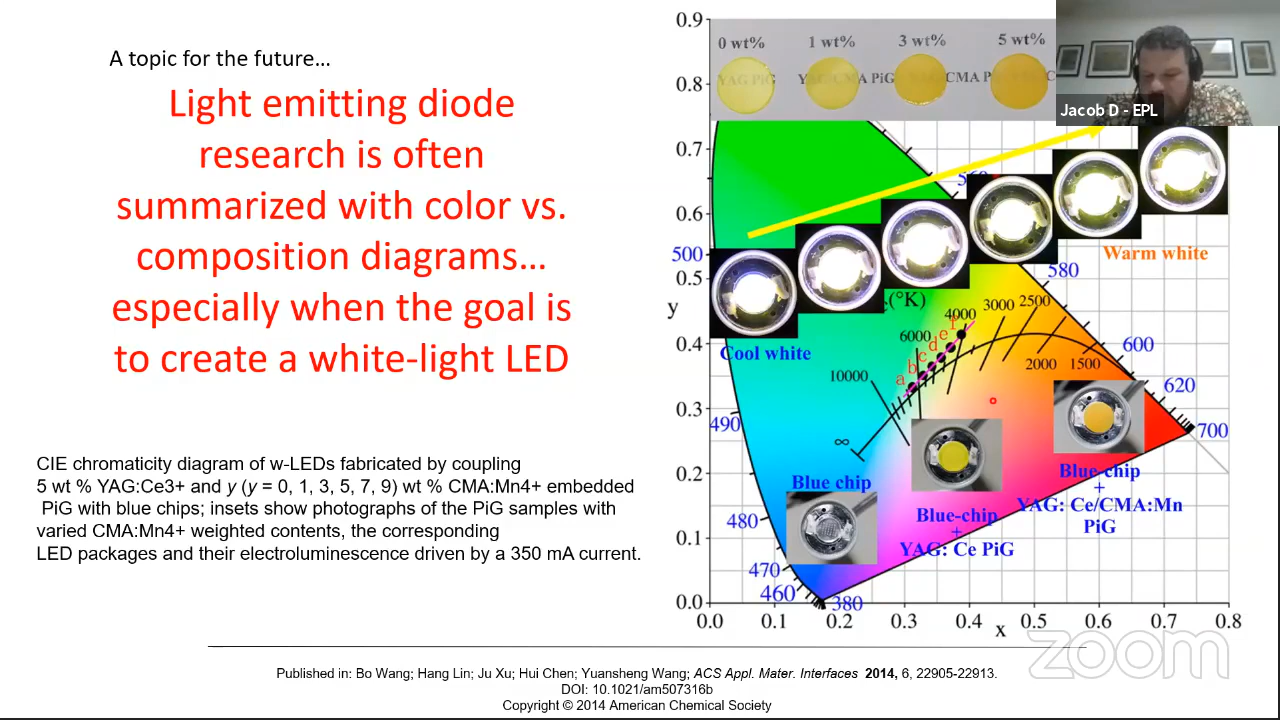 A topic for the future...
Light emitting diode
research is often
summarized with color vs.
composition diagrams...
especially when the goal is
to create a white-light LED
CIE chromaticity diagram of w-LEDs fabricated by coupling
5 wt % YAG:Ce3+ and y (y = 0, 1, 3, 5, 7, 9) wt % CMA:Mn4+ embedded
PiG with blue chips; insets show photographs of the PiG samples with
varied CMA:Mn4+ weighted contents, the corresponding
LED packages and their electroluminescence driven by a 350 mA current.
0 wt% 1 wt% 3 wt% 5 wt%
YAG PiG
Jacob D - EPL
0.9
0.8
0.7
0.6
0.5
0.4
0.3
0.2
0.1
0.0
y
500
490
480
470
460
380
560
580
600
620
700
Warm white
Cool white
(°K)
10000
6000
4000
3000
2500
2000
1500
∞
a
b
c
d
e
f
Blue chip
Blue-chip
+
YAG: Ce PiG
Blue-chip
+
YAG: Ce/CMA:Mn
PiG
0.0 0.1 0.2 0.3 0.4 0.5 0.6 0.7 0.8
x
zoom
Published in: Bo Wang; Hang Lin; Ju Xu; Hui Chen; Yuansheng Wang; ACS Appl. Mater. Interfaces 2014, 6, 22905-22913.
DOI: 10.1021/am507316b
Copyright © 2014 American Chemical Society